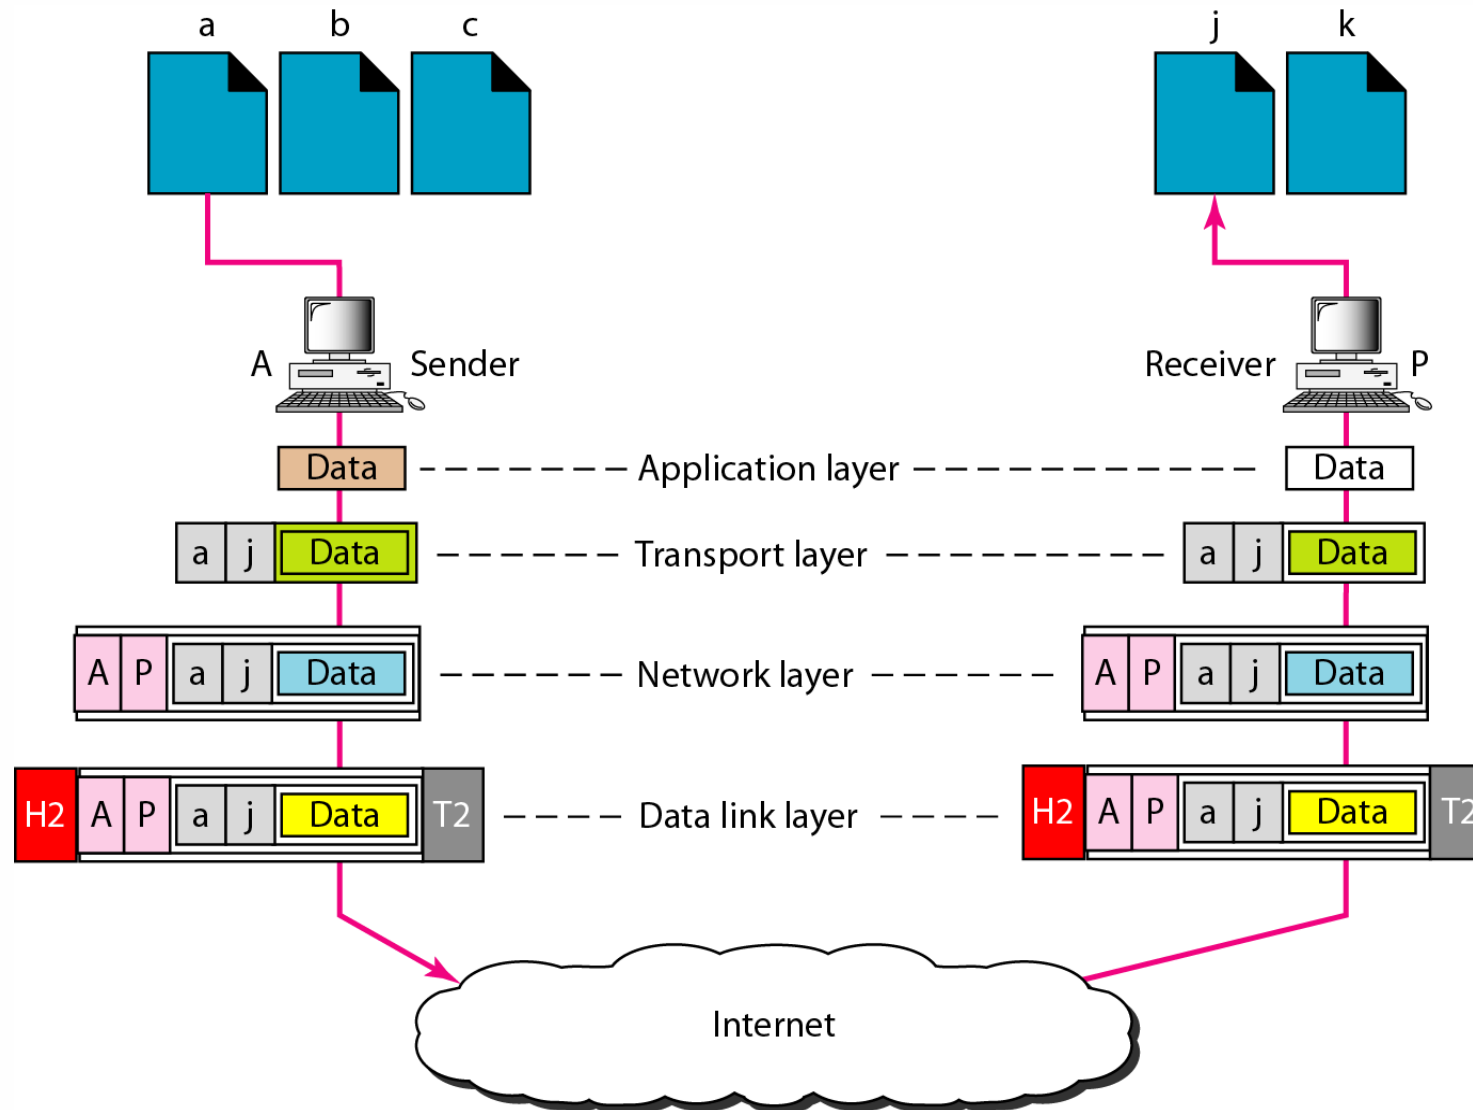 a b c j k
A Sender Receiver P
Data Application layer Data
a j Data Transport layer a j Data
A P a j Data Network layer A P a j Data
H2 A P a j Data T2 Data link layer H2 A P a j Data T2
Internet